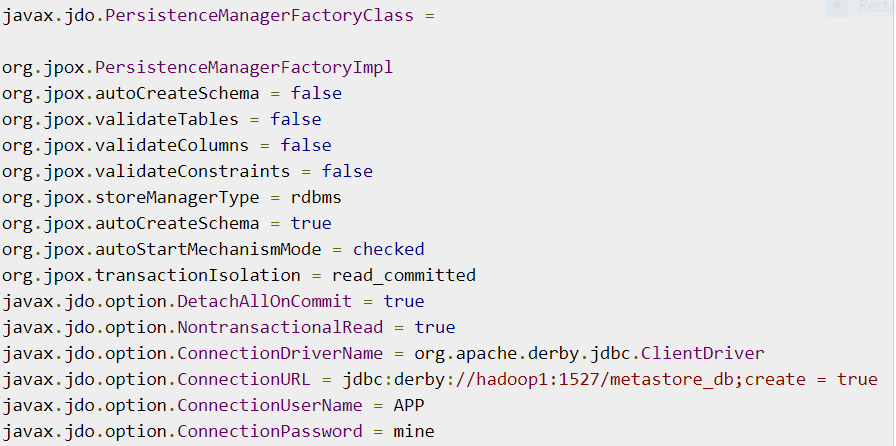 Recta
javax.jdo.PersistenceManagerFactoryClass =
org.jpox.PersistenceManagerFactoryImpl
org.jpox.autoCreateSchema = false
org.jpox.validateTables = false
org.jpox.validateColumns = false
org.jpox.validateConstraints = false
org.jpox.storeManagerType = rdbms
org.jpox.autoCreateSchema = true
org.jpox.autoStartMechanismMode = checked
org.jpox.transactionIsolation = read_committed
javax.jdo.option.DetachAllOnCommit = true
javax.jdo.option.NontransactionalRead = true
javax.jdo.option.ConnectionDriverName = org.apache.derby.jdbc.ClientDriver
javax.jdo.option.ConnectionURL = jdbc:derby://hadoop1:1527/metastore_db;create = true
javax.jdo.option.ConnectionUserName = APP
javax.jdo.option.ConnectionPassword = mine